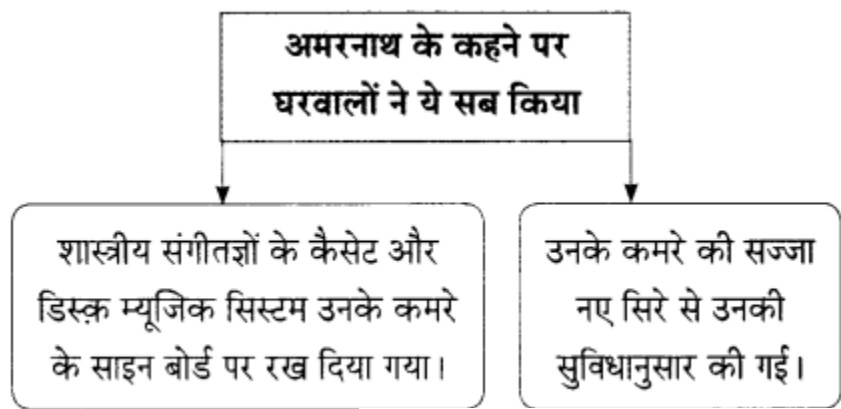 अमरनाथ के कहने पर
घरवालों ने ये सब किया
शास्त्रीय संगीतज्ञों के कैसेट और
डिस्क़ म्यूजिक सिस्टम उनके कमरे
के साइन बोर्ड पर रख दिया गया।
उनके कमरे की सज्जा
नए सिरे से उनकी
सुविधानुसार की गई।